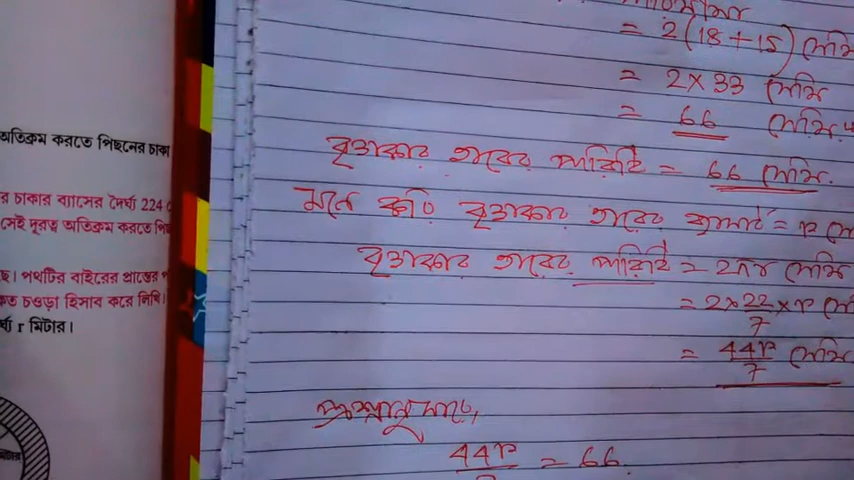 অতিক্রম করতে পিছনের চাকা
র চাকার ব্যাসের দৈর্ঘ্য 224
সেই দূরত্ব অতিক্রম করতে
ছে। পথটির বাইরের প্রান্তের
কত চওড়া হিসাব করে লিখি।
র্ঘ্য r মিটার।
= 2(18+15) সেমি
= 2×33 সেমি
= 66 সেমি.
বৃত্তাকার তারের পরিধি = 66 সেমি.
মনে করি বৃত্তাকার তারের ব্যাসার্ধ = r সেমি
বৃত্তাকার তারের পরিধি = 2πr সেমি
= 2×22/7×r সেমি
= 44r/7 সেমি
প্রশ্নানুসারে,
44r/7 = 66